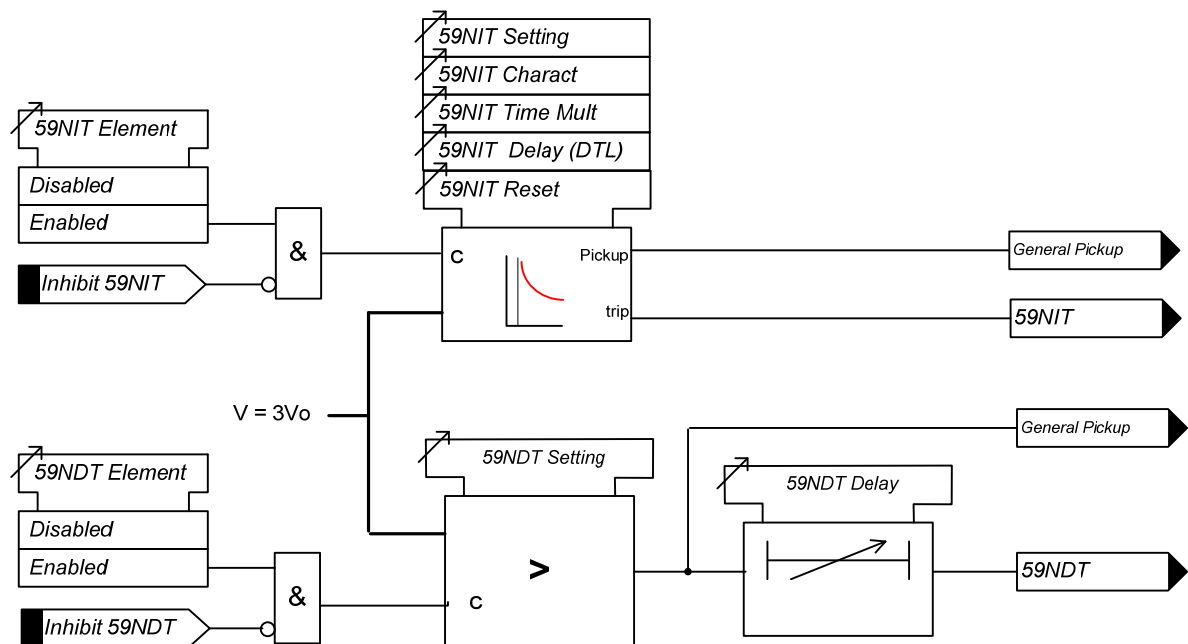 59NIT Setting
59NIT Charact
59NIT Time Mult
59NIT Delay (DTL)
59NIT Reset
59NIT Element
Disabled
Enabled
Inhibit 59NIT
&
C
Pickup
trip
General Pickup
59NIT
V = 3Vo
General Pickup
59NDT Element
Disabled
Enabled
Inhibit 59NDT
&
59NDT Setting
>
C
59NDT Delay
59NDT